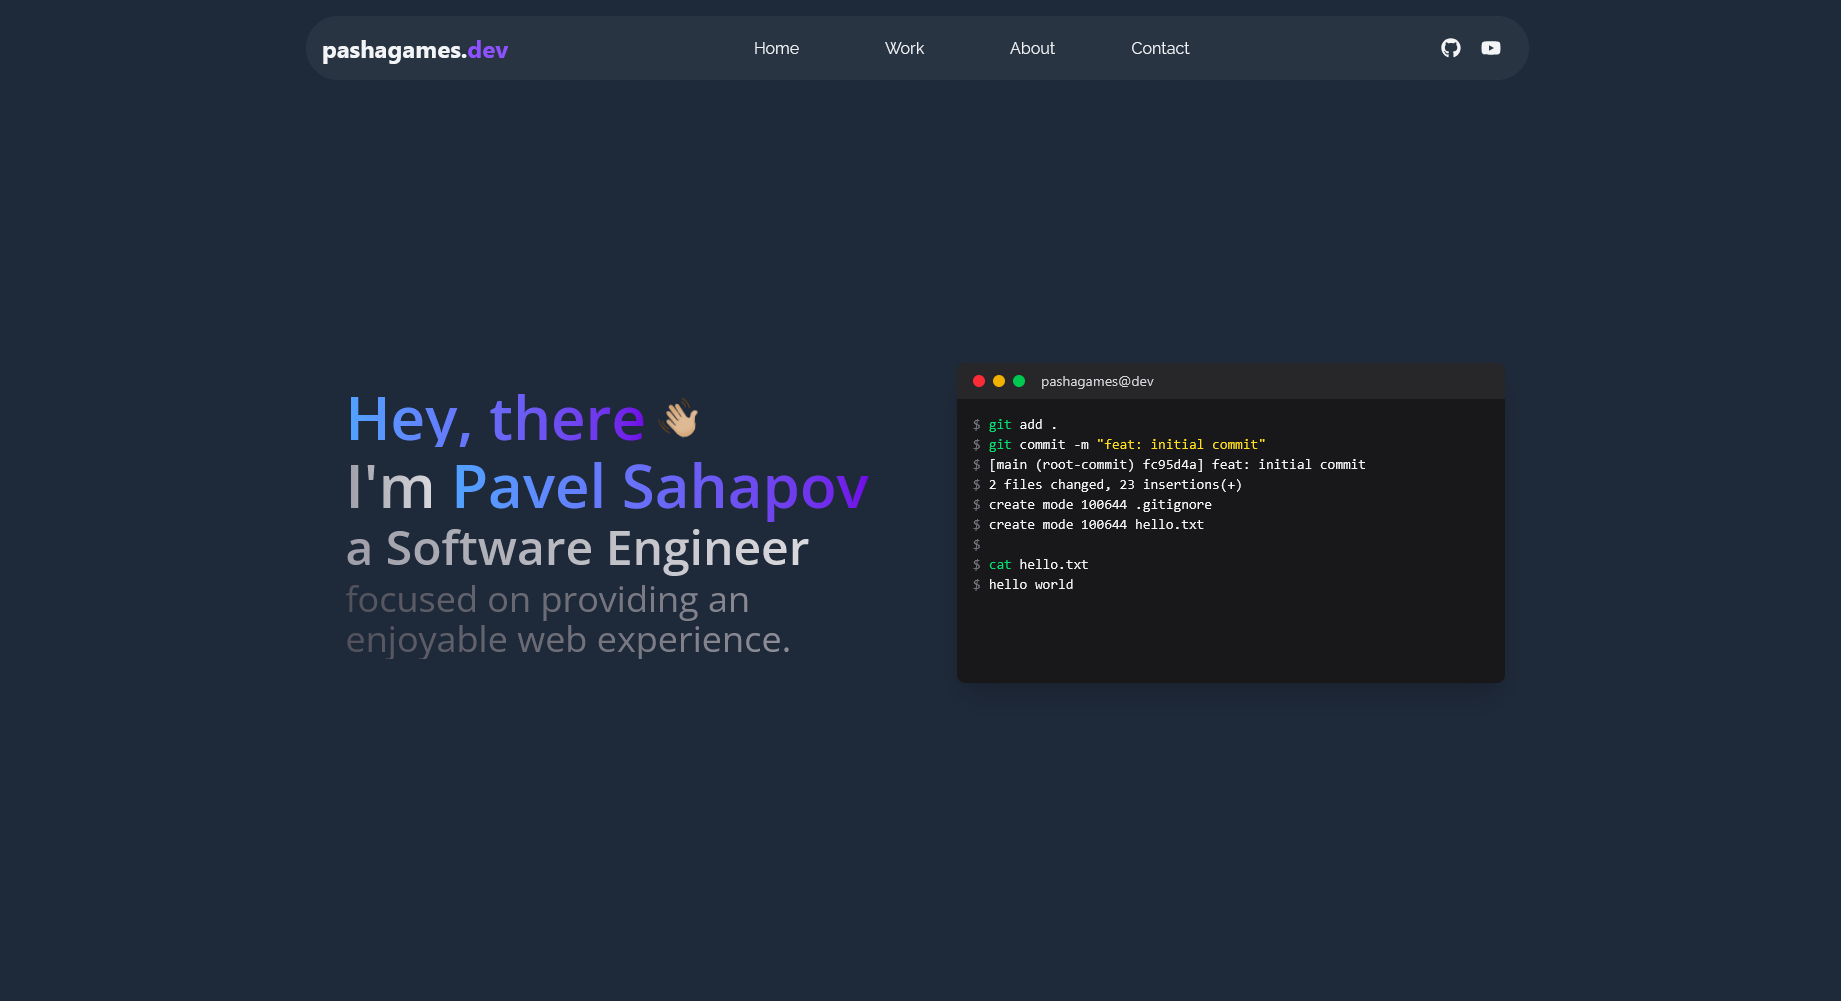 pashagames.dev
Home
Work
About
Contact
Hey, there 👋🏼
I'm Pavel Sahapov
a Software Engineer
focused on providing an
enjoyable web experience.
pashagames@dev
$ git add .
$ git commit -m "feat: initial commit"
$ [main (root-commit) fc95d4a] feat: initial commit
$ 2 files changed, 23 insertions(+)
$ create mode 100644 .gitignore
$ create mode 100644 hello.txt
$
$ cat hello.txt
$ hello world